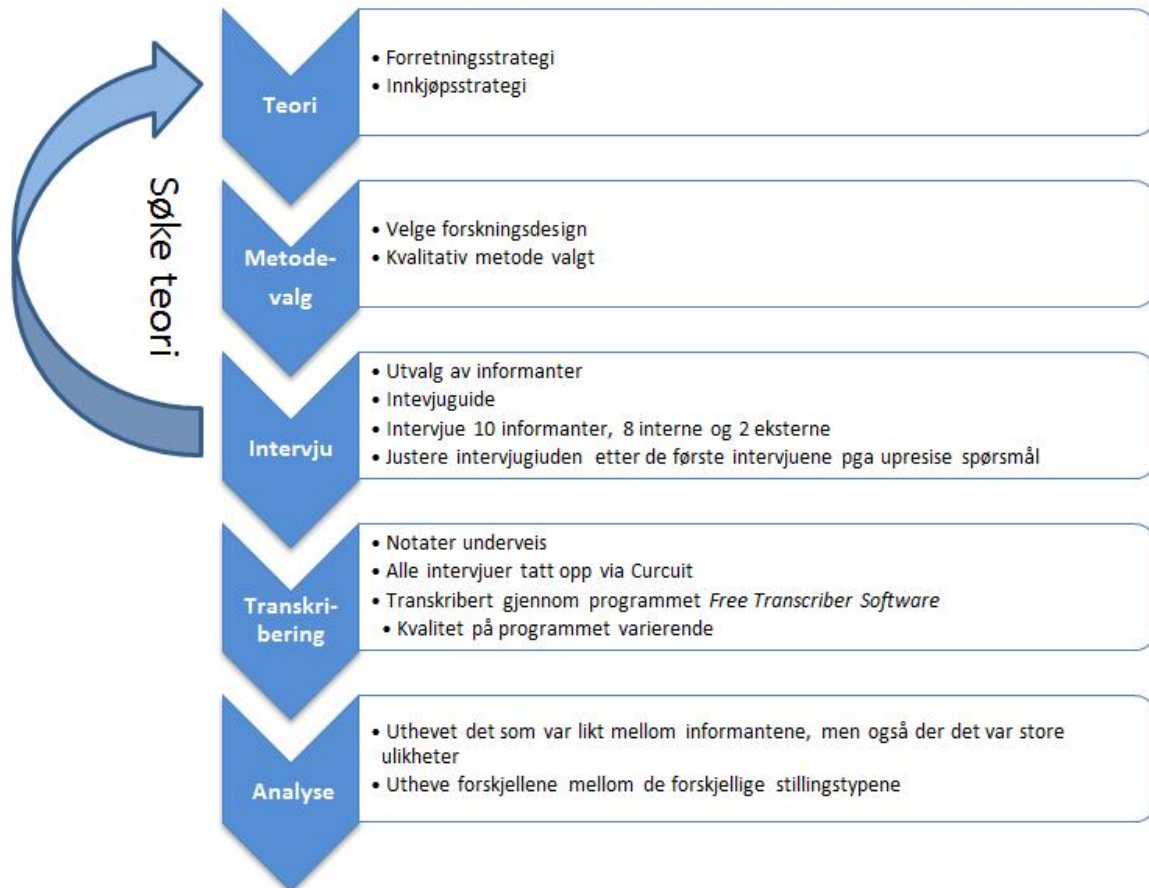 Søke teori
Teori
• Forretningsstrategi
• Innkjøpsstrategi
Metode-
valg
• Velge forskningsdesign
• Kvalitativ metode valgt
Intervju
• Utvalg av informanter
• Intevjuguide
• Intervjue 10 informanter, 8 interne og 2 eksterne
• Justere intervjugiuden etter de første intervjuene pga upresise spørsmål
Transkri-
bering
• Notater underveis
• Alle intervjuer tatt opp via Curcuit
• Transkribert gjennom programmet Free Transcriber Software
• Kvalitet på programmet varierende
Analyse
• Uthevet det som var likt mellom informantene, men også der det var store
ulikheter
• Utheve forskjellene mellom de forskjellige stillingstypene